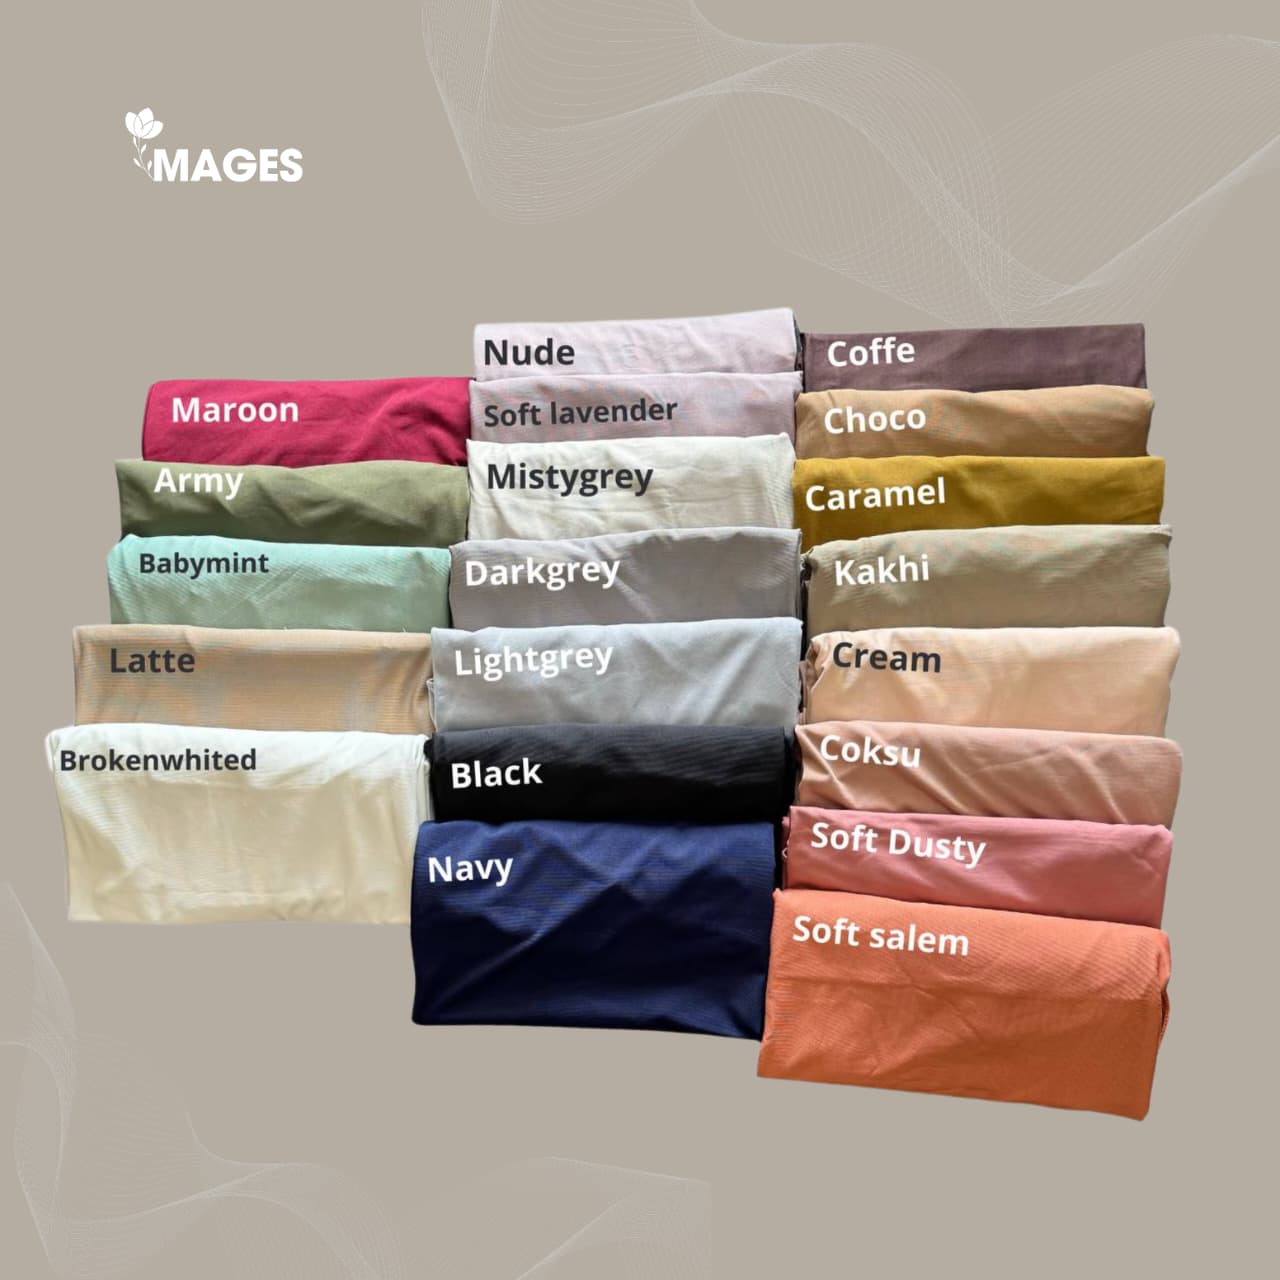 MAGES
Maroon
Army
Babymint
Latte
Brokenwhited
Nude
Soft lavender
Mistygrey
Darkgrey
Lightgrey
Black
Navy
Coffe
Choco
Caramel
Kakhi
Cream
Coksu
Soft Dusty
Soft salem